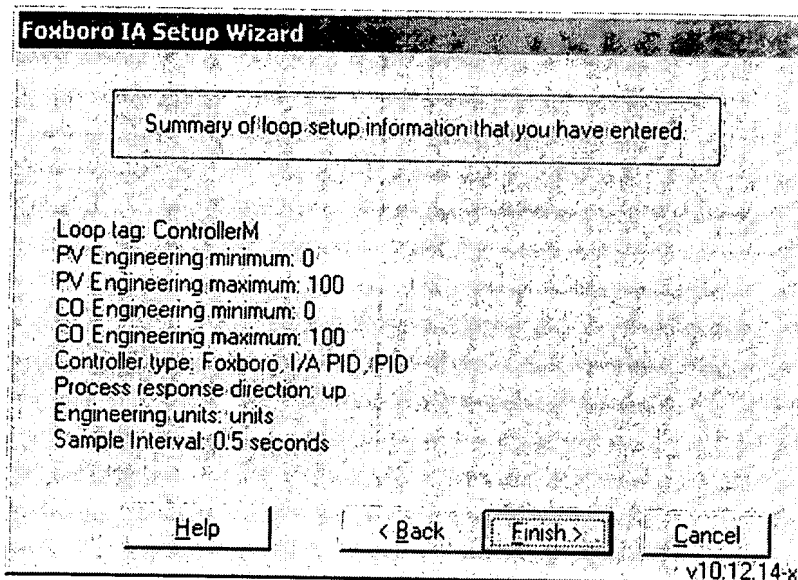 Foxboro IA Setup Wizard
Summary of loop setup information that you have entered.
Loop tag: ControllerM
PV Engineering minimum: 0
PV Engineering maximum: 100
CO Engineering minimum: 0
CO Engineering maximum: 100
Controller type: Foxboro, I/A PID, PID
Process response direction: up
Engineering units: units
Sample Interval: 0.5 seconds
Help
< Back
Finish >
Cancel
v10.12.14-x